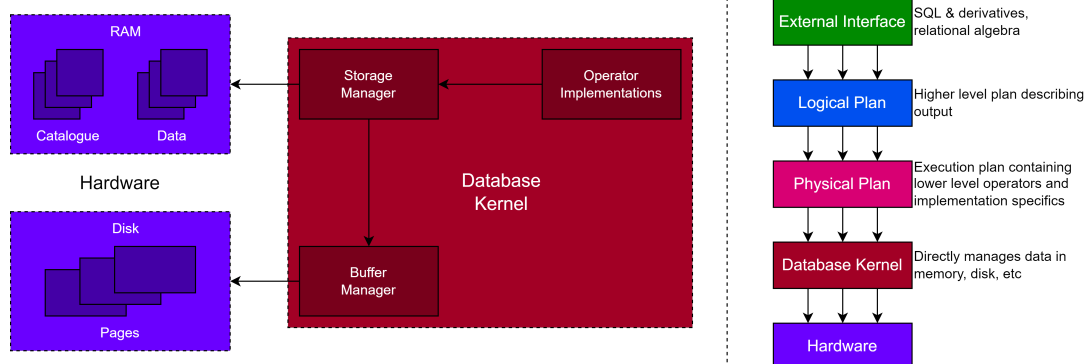 RAM
Catalogue
Data
Hardware
Disk
Pages
Storage
Manager
Operator
Implementations
Database
Kernel
Buffer
Manager
External Interface
SQL & derivatives,
relational algebra
Logical Plan
Higher level plan describing
output
Physical Plan
Execution plan containing
lower level operators and
implementation specifics
Database Kernel
Directly manages data in
memory, disk, etc
Hardware